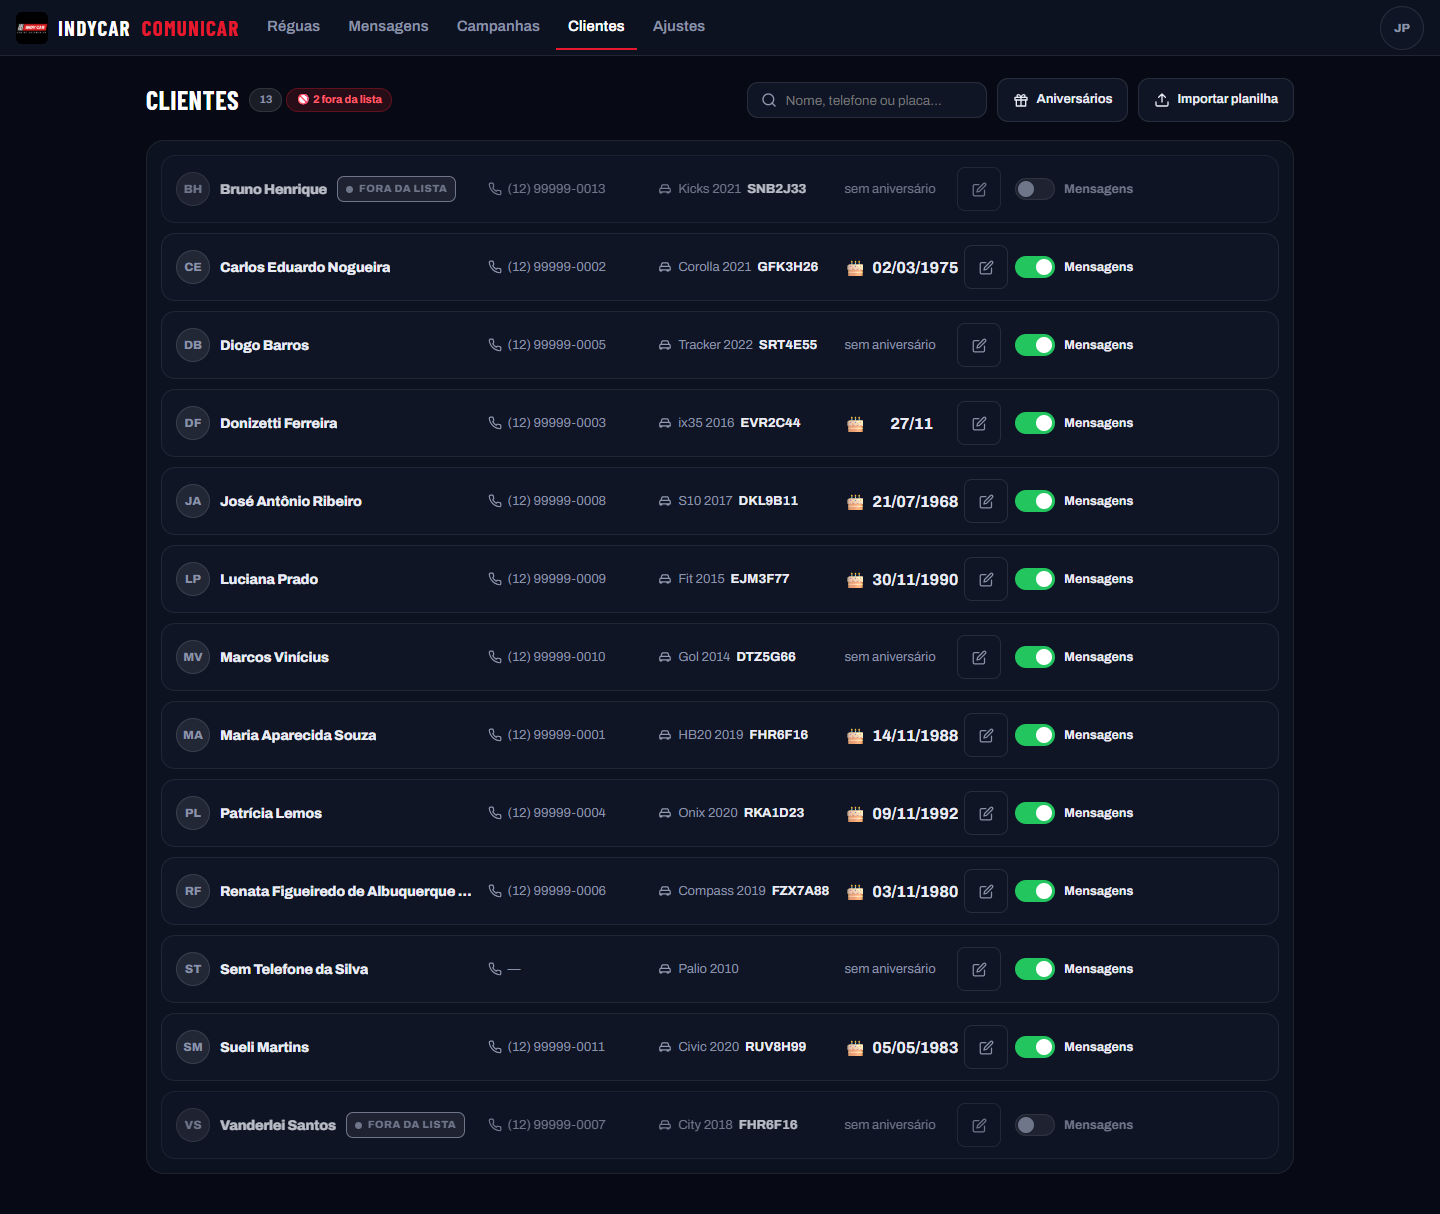 INDYCAR COMUNICAR Réguas Mensagens Campanhas Clientes Ajustes JP
CLIENTES 13 2 fora da lista Nome, telefone ou placa... Aniversários Importar planilha
BH Bruno Henrique FORA DA LISTA (12) 99999-0013 Kicks 2021 SNB2J33 sem aniversário Mensagens
CE Carlos Eduardo Nogueira (12) 99999-0002 Corolla 2021 GFK3H26 02/03/1975 Mensagens
DB Diogo Barros (12) 99999-0005 Tracker 2022 SRT4E55 sem aniversário Mensagens
DF Donizetti Ferreira (12) 99999-0003 ix35 2016 EVR2C44 27/11 Mensagens
JA José Antônio Ribeiro (12) 99999-0008 S10 2017 DKL9B11 21/07/1968 Mensagens
LP Luciana Prado (12) 99999-0009 Fit 2015 EJM3F77 30/11/1990 Mensagens
MV Marcos Vinícius (12) 99999-0010 Gol 2014 DTZ5G66 sem aniversário Mensagens
MA Maria Aparecida Souza (12) 99999-0001 HB20 2019 FHR6F16 14/11/1988 Mensagens
PL Patrícia Lemos (12) 99999-0004 Onix 2020 RKA1D23 09/11/1992 Mensagens
RF Renata Figueiredo de Albuquerque ... (12) 99999-0006 Compass 2019 FZX7A88 03/11/1980 Mensagens
ST Sem Telefone da Silva — Palio 2010 sem aniversário Mensagens
SM Sueli Martins (12) 99999-0011 Civic 2020 RUV8H99 05/05/1983 Mensagens
VS Vanderlei Santos FORA DA LISTA (12) 99999-0007 City 2018 FHR6F16 sem aniversário Mensagens